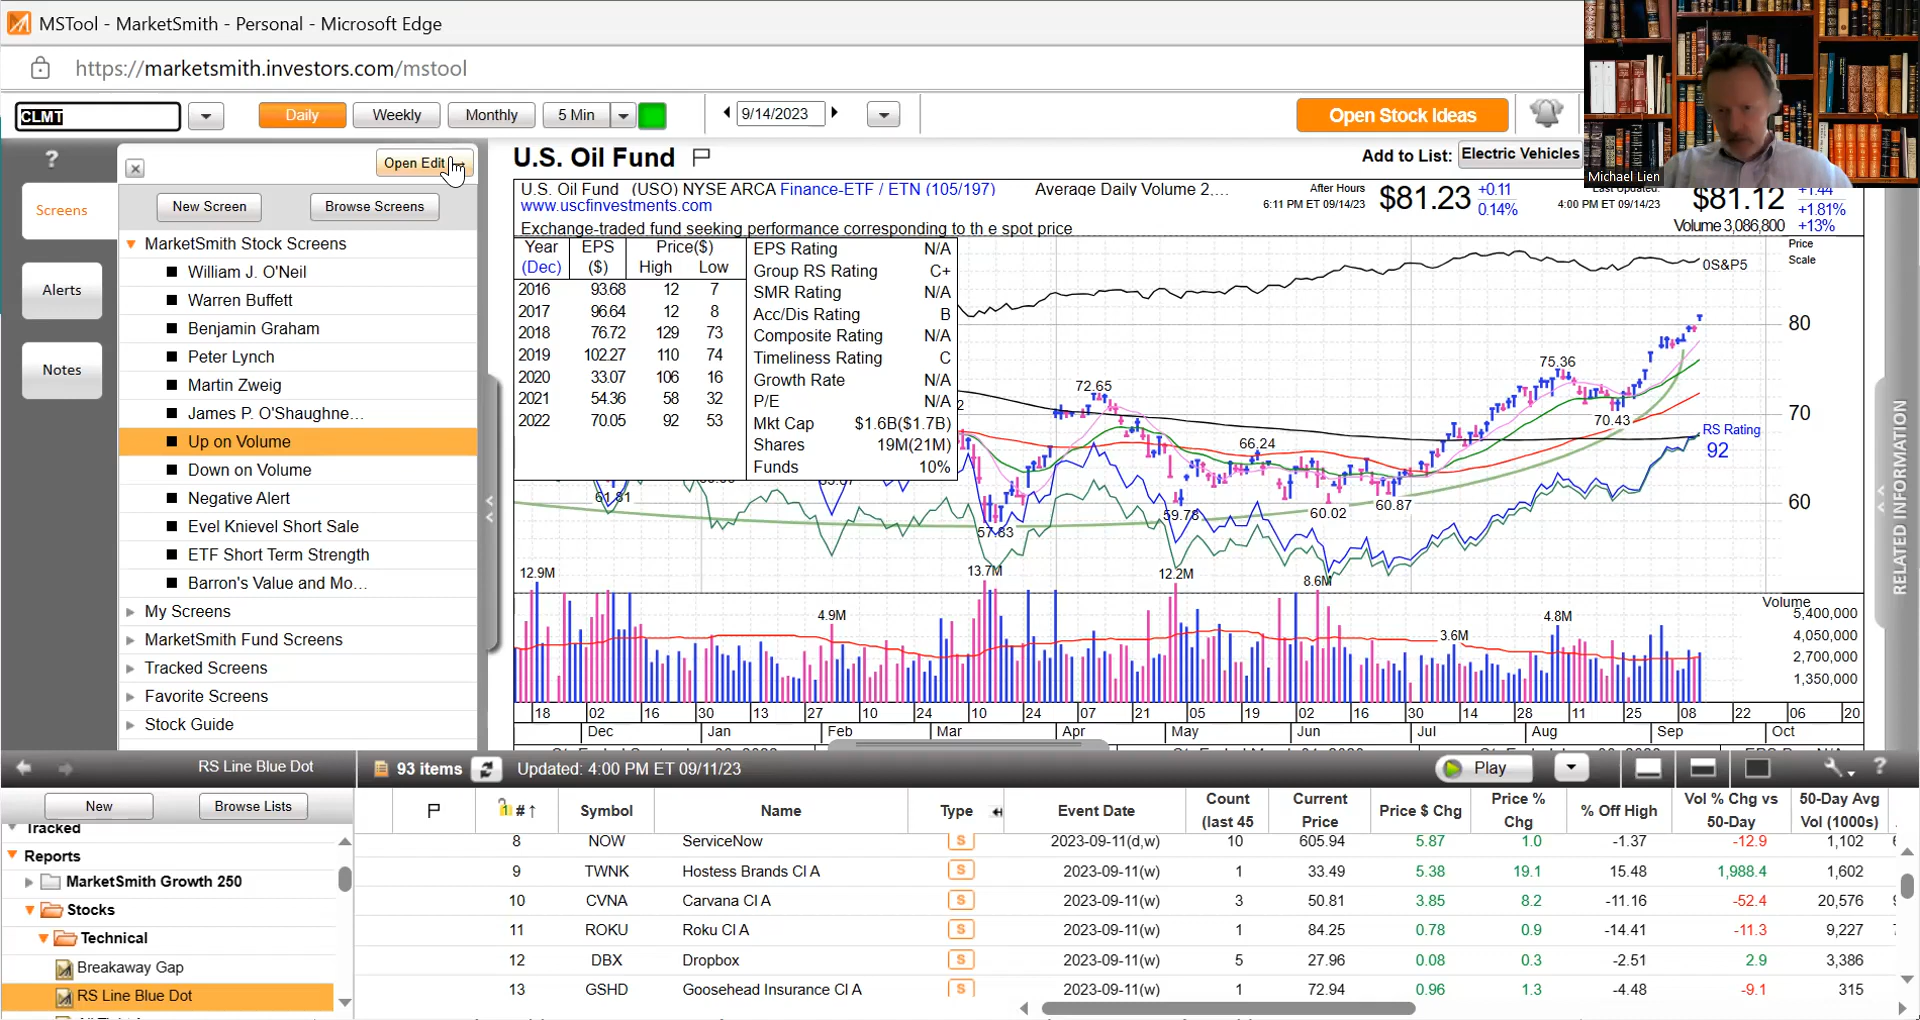 MSTool - MarketSmith - Personal - Microsoft Edge
https://marketsmith.investors.com/mstool
CLMT
Daily
Weekly
Monthly
5 Min
9/14/2023
Open Stock Ideas
Michael Lien
?
Screens
Alerts
Notes
Open Edit
New Screen
Browse Screens
MarketSmith Stock Screens
William J. O'Neil
Warren Buffett
Benjamin Graham
Peter Lynch
Martin Zweig
James P. O'Shaughne…
Up on Volume
Down on Volume
Negative Alert
Evel Knievel Short Sale
ETF Short Term Strength
Barron's Value and Mo…
My Screens
MarketSmith Fund Screens
Tracked Screens
Favorite Screens
Stock Guide
U.S. Oil Fund
Add to List: Electric Vehicles
U.S. Oil Fund (USO) NYSE ARCA Finance-ETF / ETN (105/197) Average Daily Volume 2....
www.uscfinvestments.com
Exchange-traded fund seeking performance corresponding to th e spot price
After Hours
6:11 PM ET 09/14/23
$81.23
+0.11
0.14%
Last Updated:
4:00 PM ET 09/14/23
$81.12
+1.44
+1.81%
Volume 3,086,800 +13%
Year EPS Price($)
(Dec) ($) High Low
2016 93.68 12 7
2017 96.64 12 8
2018 76.72 129 73
2019 102.27 110 74
2020 33.07 106 16
2021 54.36 58 32
2022 70.05 92 53
EPS Rating N/A
Group RS Rating C+
SMR Rating N/A
Acc/Dis Rating B
Composite Rating N/A
Timeliness Rating C
Growth Rate N/A
P/E N/A
Mkt Cap $1.6B($1.7B)
Shares 19M(21M)
Funds 10%
Price
Scale
0S&P5
80
75.36
72.65
70
70.43
RS Rating
92
66.24
61.81
60
60.87
60.02
59.78
57.83
12.9M
13.7M
12.2M
8.6M
4.9M
4.8M
3.6M
Volume
5,400,000
4,050,000
2,700,000
1,350,000
18 02 16 30 13 27 10 24 10 24 07 21 05 19 02 16 30 14 28 11 25 08 22 06 20
Dec Jan Feb Mar Apr May Jun Jul Aug Sep Oct
RELATED INFORMATION
RS Line Blue Dot
93 items
Updated: 4:00 PM ET 09/11/23
Play
?
New
Browse Lists
Tracked
Reports
MarketSmith Growth 250
Stocks
Technical
Breakaway Gap
RS Line Blue Dot
# Symbol Name Type Event Date Count (last 45 Current Price Price $ Chg Price % Chg % Off High Vol % Chg vs 50-Day 50-Day Avg Vol (1000s)
8 NOW ServiceNow S 2023-09-11(d,w) 10 605.94 5.87 1.0 -1.37 -12.9 1,102
9 TWNK Hostess Brands Cl A S 2023-09-11(w) 1 33.49 5.38 19.1 15.48 1,988.4 1,602
10 CVNA Carvana Cl A S 2023-09-11(w) 3 50.81 3.85 8.2 -11.16 -52.4 20,576
11 ROKU Roku Cl A S 2023-09-11(w) 1 84.25 0.78 0.9 -14.41 -11.3 9,227
12 DBX Dropbox S 2023-09-11(w) 5 27.96 0.08 0.3 -2.51 2.9 3,386
13 GSHD Goosehead Insurance Cl A S 2023-09-11(w) 1 72.94 0.96 1.3 -4.48 -9.1 315